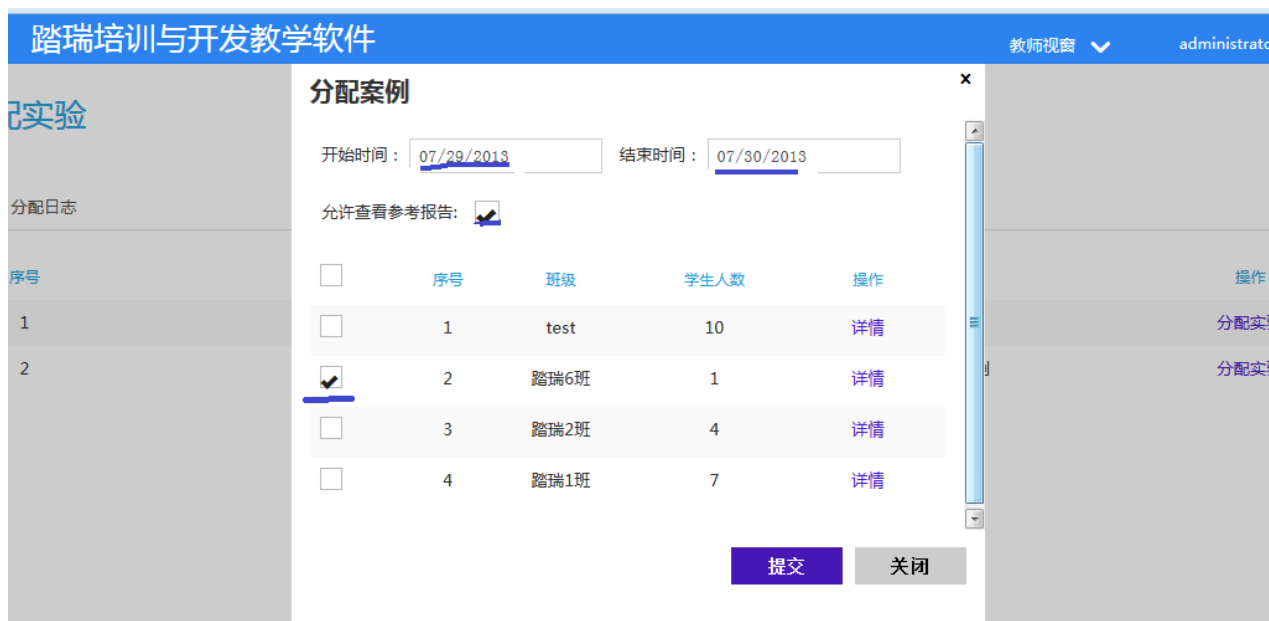 踏瑞培训与开发教学软件
教师视窗 administrato
配实验
分配案例 x
开始时间： 07/29/2013 结束时间： 07/30/2013
分配日志
允许查看参考报告:
序号
序号 班级 学生人数 操作
操作
1
1 test 10 详情
分配实
2
2 踏瑞6班 1 详情
分配实
3 踏瑞2班 4 详情
4 踏瑞1班 7 详情
提交 关闭